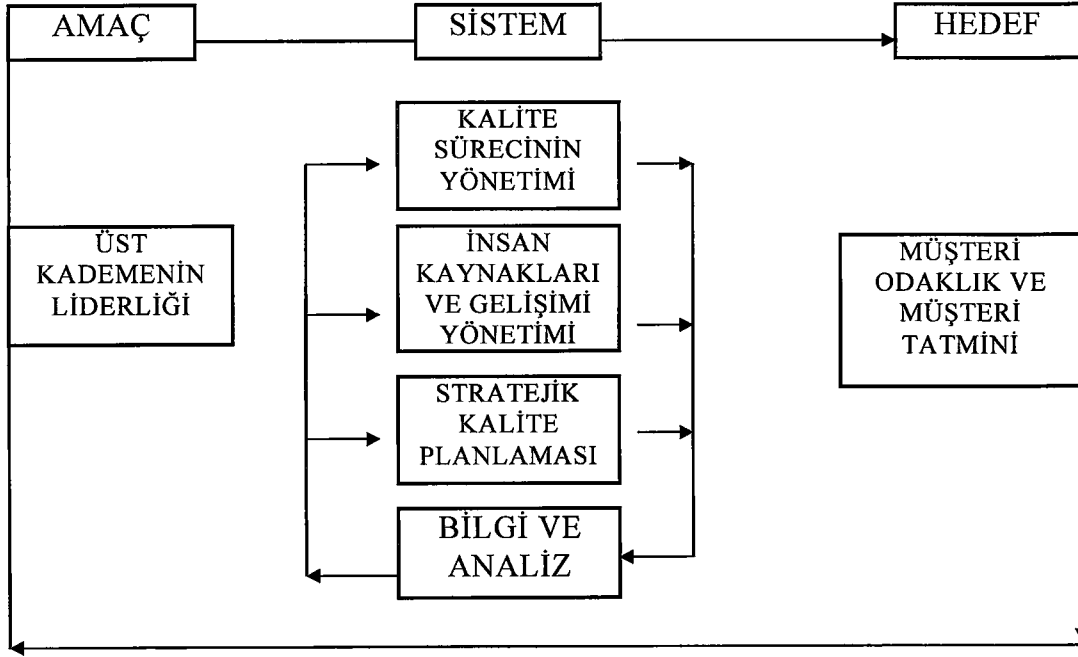 AMAÇ
SİSTEM
HEDEF
KALİTE
SÜRECİNİN
YÖNETİMİ
ÜST
KADEMENİN
LİDERLİĞİ
İNSAN
KAYNAKLARI
VE GELİŞİMİ
YÖNETİMİ
MÜŞTERİ
ODAKLIK VE
MÜŞTERİ
TATMİNİ
STRATEJİK
KALİTE
PLANLAMASI
BİLGİ VE
ANALİZ